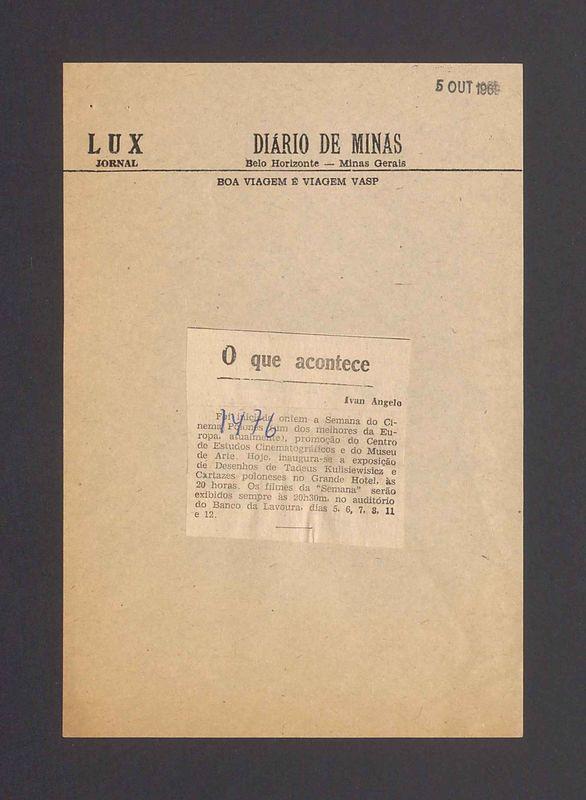 5 OUT
LUX
JORNAL
DIÁRIO DE MINAS
Belo Horizonte — Minas Gerais
BOA VIAGEM É VIAGEM VASP
O que acontece
Ivan Angelo
1476
ontem a Semana do Ci-
nema Polonês (um dos melhores da Eu-
ropa, atualmente), promoção do Centro
de Estudos Cinematográficos e do Museu
de Arte. Hoje, inaugura-se a exposição
de Desenhos de Tadeus Kulisiewisicz e
Cartazes poloneses no Grande Hotel, às
20 horas. Os filmes da "Semana" serão
exibidos sempre às 20h30m, no auditório
do Banco da Lavoura, dias 5, 6, 7, 8, 11
e 12.